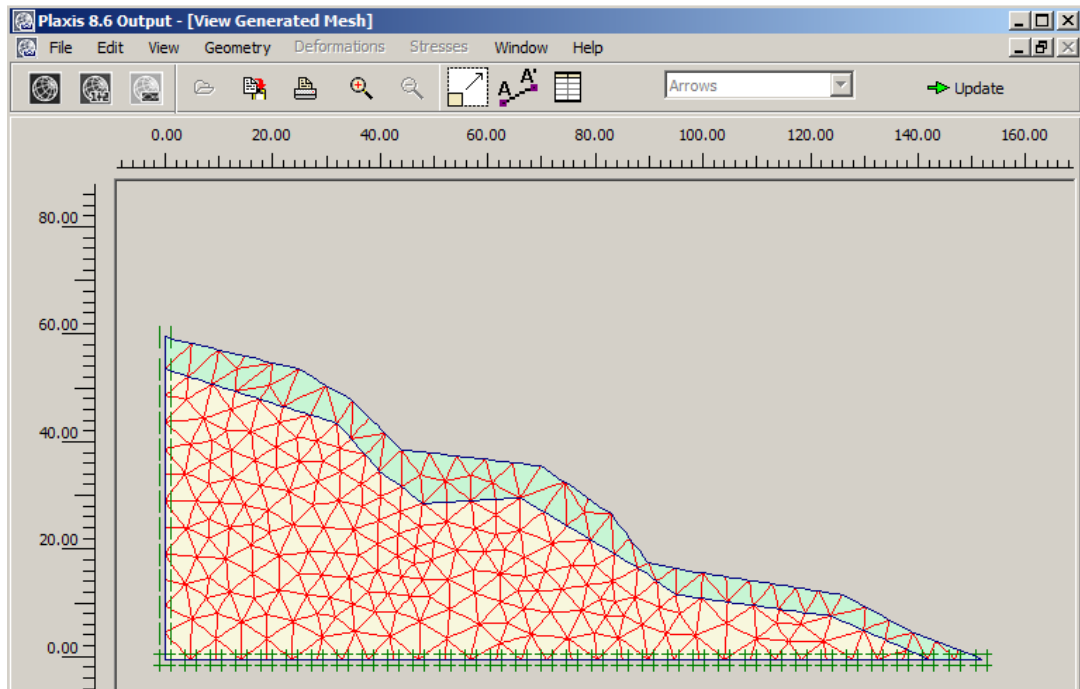 Plaxis 8.6 Output - [View Generated Mesh]
File Edit View Geometry Deformations Stresses Window Help
1+2
A A'
Arrows
Update
0.00 20.00 40.00 60.00 80.00 100.00 120.00 140.00 160.00
80.00
60.00
40.00
20.00
0.00